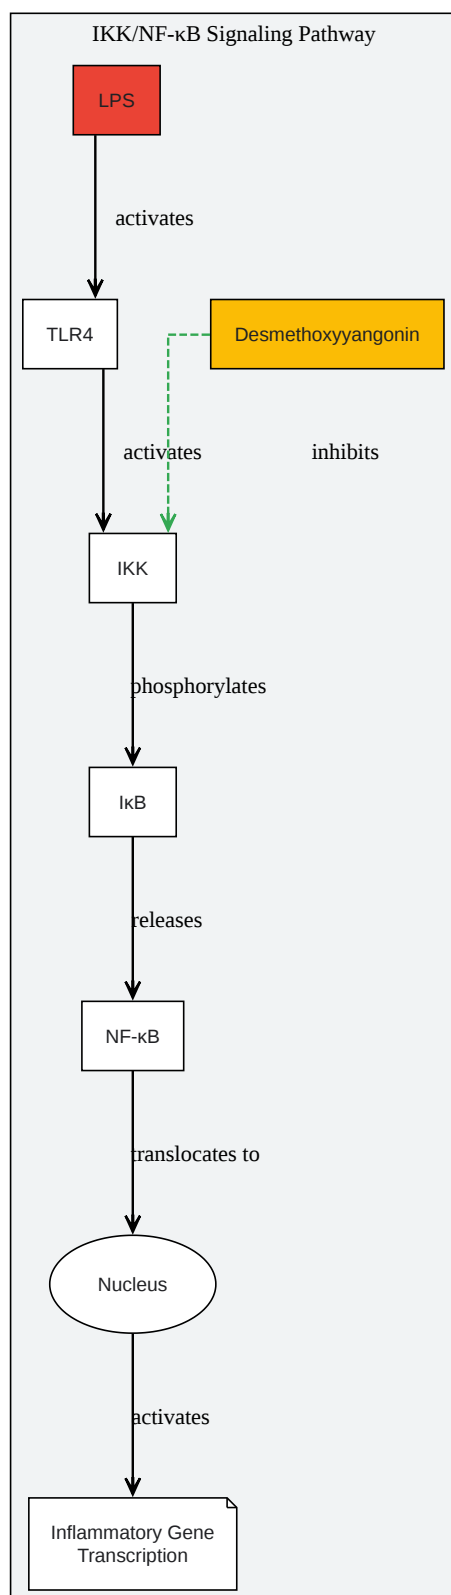 IKK/NF-κB Signaling Pathway
LPS
activates
TLR4
Desmethoxyyangonin
activates
inhibits
IKK
phosphorylates
IκB
releases
NF-κB
translocates to
Nucleus
activates
Inflammatory Gene
Transcription